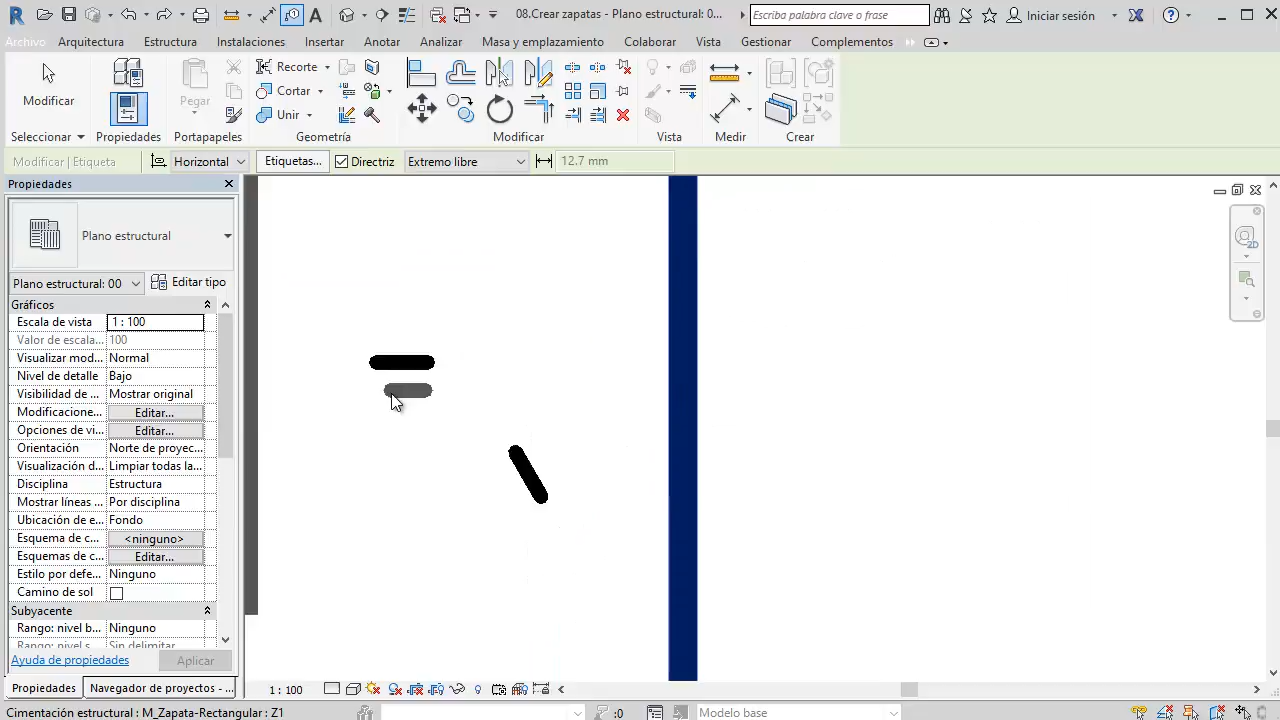 08.Crear zapatas - Plano estructural: 0...
Escriba palabra clave o frase
Iniciar sesión
Archivo Arquitectura Estructura Instalaciones Insertar Anotar Analizar Masa y emplazamiento Colaborar Vista Gestionar Complementos
Modificar
Pegar
Recorte
Cortar
Unir
Seleccionar Propiedades Portapapeles Geometría Modificar Vista Medir Crear
Modificar | Etiqueta Horizontal Etiquetas... Directriz Extremo libre 12.7 mm
Propiedades
Plano estructural
Plano estructural: 00 Editar tipo
Gráficos
Escala de vista 1 : 100
Valor de escala... 100
Visualizar mod... Normal
Nivel de detalle Bajo
Visibilidad de ... Mostrar original
Modificacione... Editar...
Opciones de vi... Editar...
Orientación Norte de proyec...
Visualización d... Limpiar todas la...
Disciplina Estructura
Mostrar líneas ... Por disciplina
Ubicación de e... Fondo
Esquema de c... <ninguno>
Esquemas de c... Editar...
Estilo por defe... Ninguno
Camino de sol
Subyacente
Rango: nivel b... Ninguno
Rango: nivel s... Sin delimitar
Ayuda de propiedades Aplicar
Propiedades Navegador de proyectos - ...
1 : 100
Cimentación estructural : M_Zapata-Rectangular : Z1
:0
Modelo base
2D